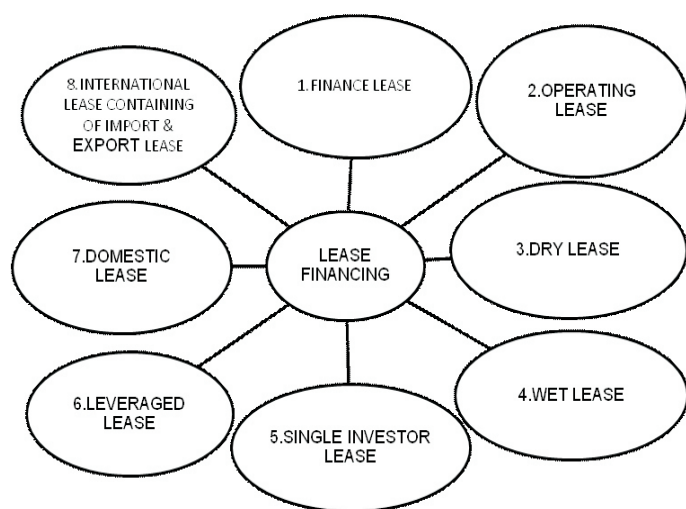 LEASE
FINANCING
1.FINANCE LEASE
2.OPERATING
LEASE
3.DRY LEASE
4.WET LEASE
5.SINGLE INVESTOR
LEASE
6.LEVERAGED
LEASE
7.DOMESTIC
LEASE
8.INTERNATIONAL
LEASE CONTAINING
OF IMPORT &
EXPORT LEASE